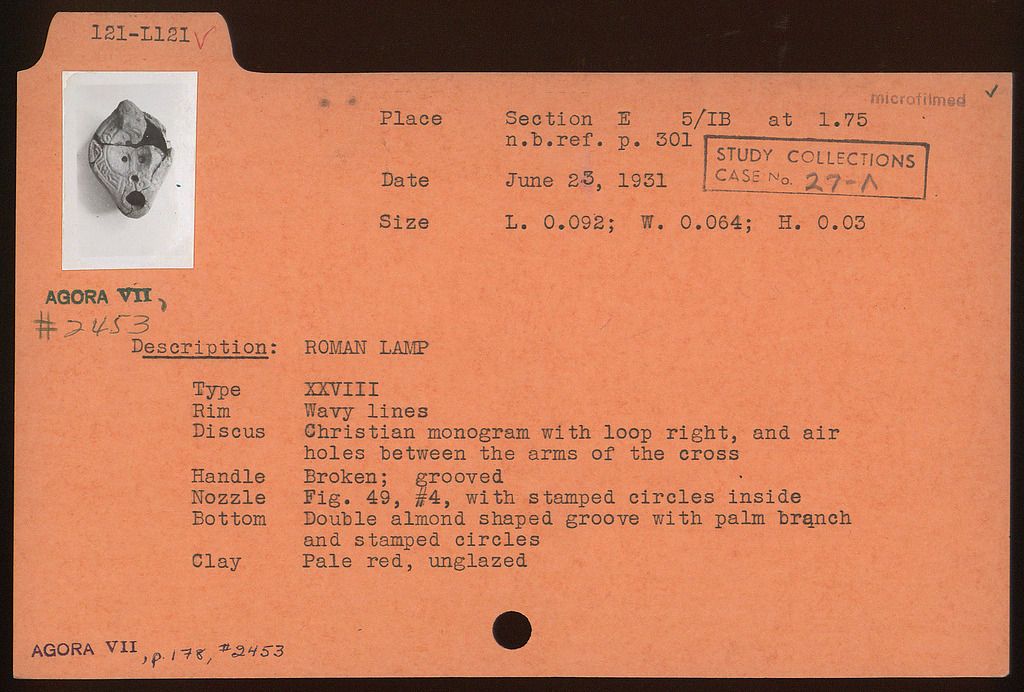 121-L121 ✓
microfilmed ✓
Place Section E 5/IB at 1.75
n.b.ref. p. 301
STUDY COLLECTIONS
CASE No. 27-A
Date June 23, 1931
Size L. 0.092; W. 0.064; H. 0.03
AGORA VII,
#2453
Description: ROMAN LAMP
Type XXVIII
Rim Wavy lines
Discus Christian monogram with loop right, and air
holes between the arms of the cross
Handle Broken; grooved
Nozzle Fig. 49, #4, with stamped circles inside
Bottom Double almond shaped groove with palm branch
and stamped circles
Clay Pale red, unglazed
AGORA VII, p. 178, #2453